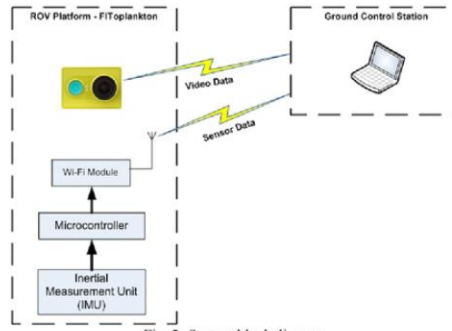 ROV Platform - FIToplankton
Ground Control Station
Video Data
Sensor Data
Wi-Fi Module
Microcontroller
Inertial
Measurement Unit
(IMU)